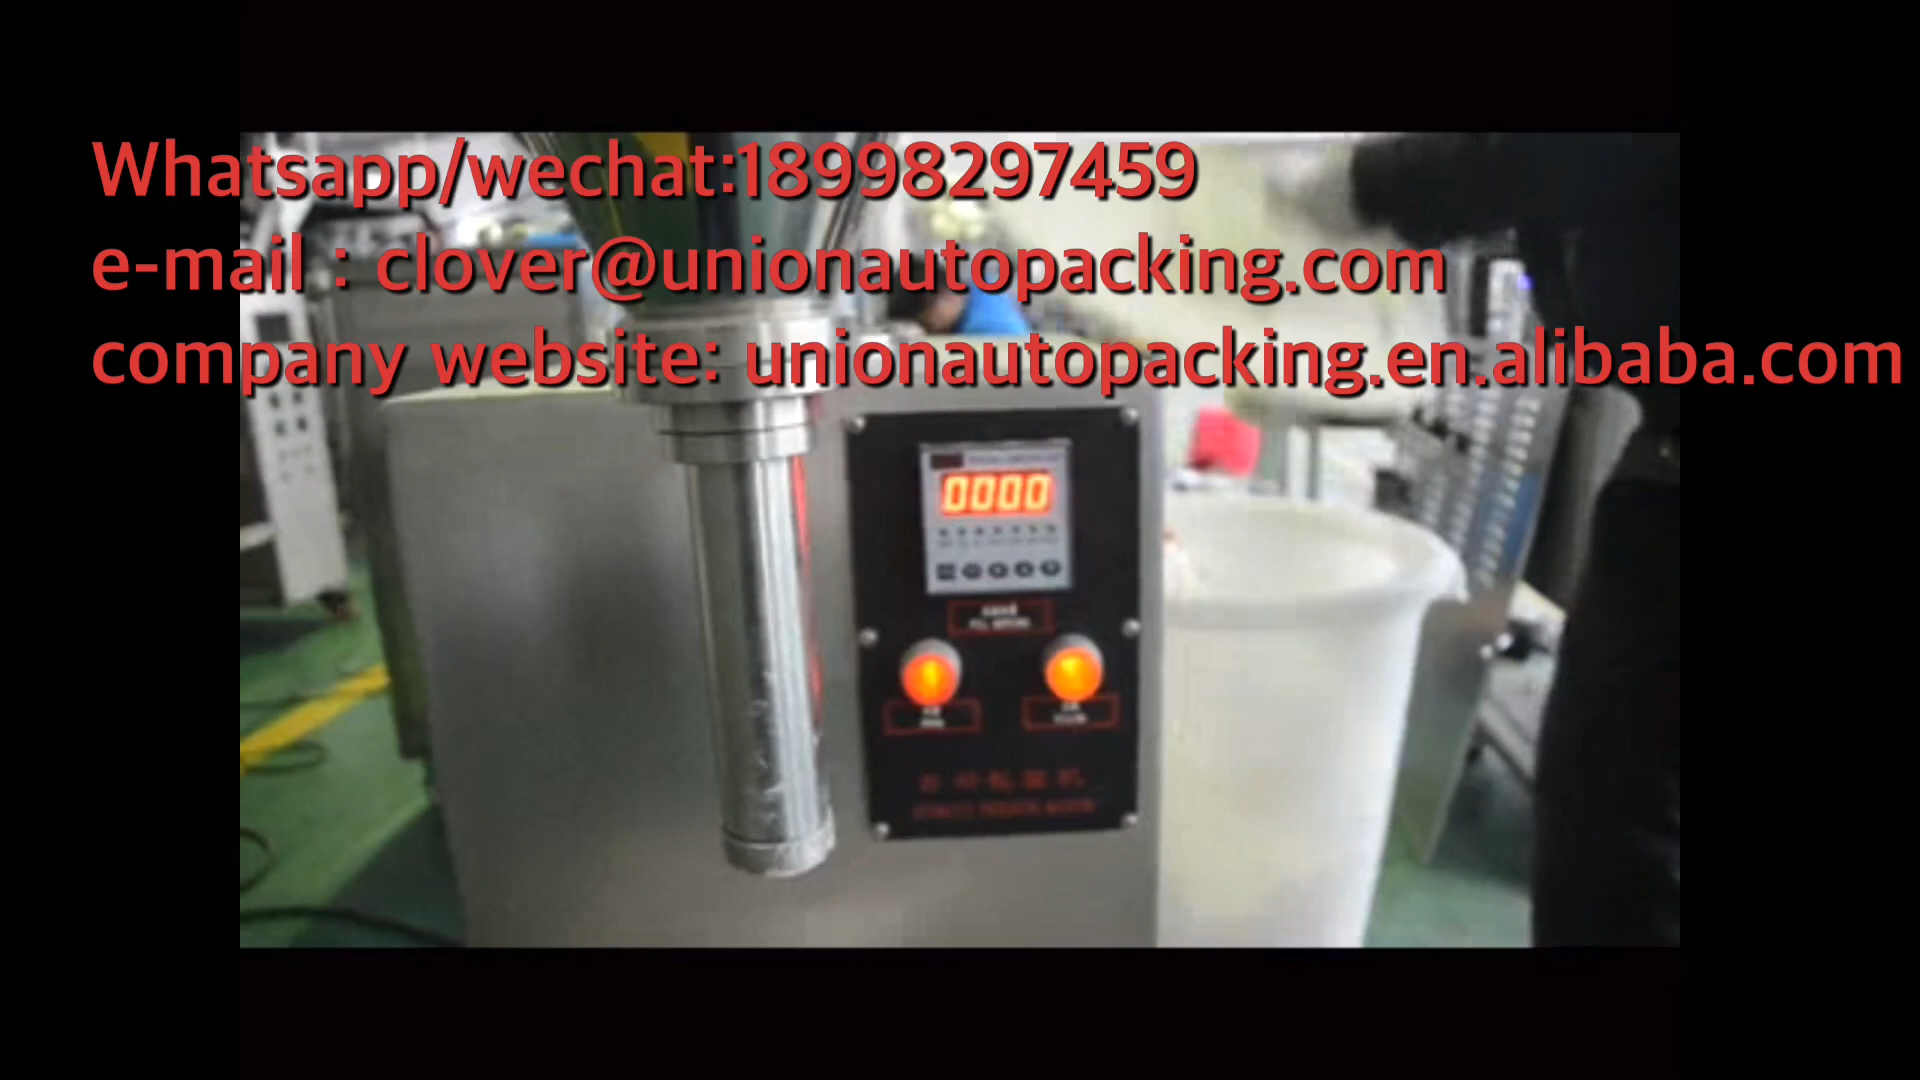 Whatsapp/wechat:18998297459
e-mail : clover@unionautopacking.com
company website: unionautopacking.en.alibaba.com
0000